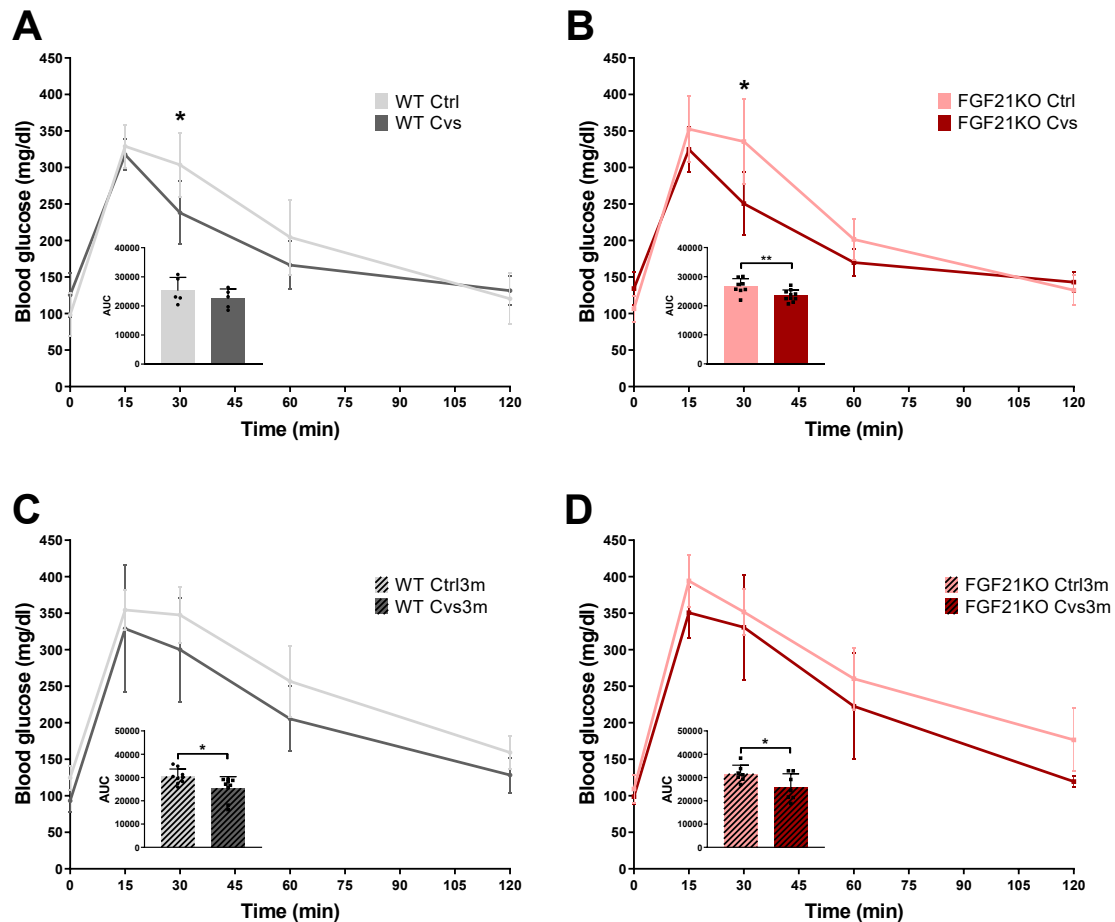 A
Blood glucose (mg/dl)
450
400
350
300
250
200
150
100
50
0
*
WT Ctrl
WT Cvs
AUC
40000
30000
20000
10000
0
0 15 30 45 60 75 90 105 120
Time (min)
B
Blood glucose (mg/dl)
450
400
350
300
250
200
150
100
50
0
*
FGF21KO Ctrl
FGF21KO Cvs
AUC
40000
30000
20000
10000
0
**
0 15 30 45 60 75 90 105 120
Time (min)
C
Blood glucose (mg/dl)
450
400
350
300
250
200
150
100
50
0
WT Ctrl3m
WT Cvs3m
AUC
50000
40000
30000
20000
10000
0
*
0 15 30 45 60 75 90 105 120
Time (min)
D
Blood glucose (mg/dl)
450
400
350
300
250
200
150
100
50
0
FGF21KO Ctrl3m
FGF21KO Cvs3m
AUC
50000
40000
30000
20000
10000
0
*
0 15 30 45 60 75 90 105 120
Time (min)